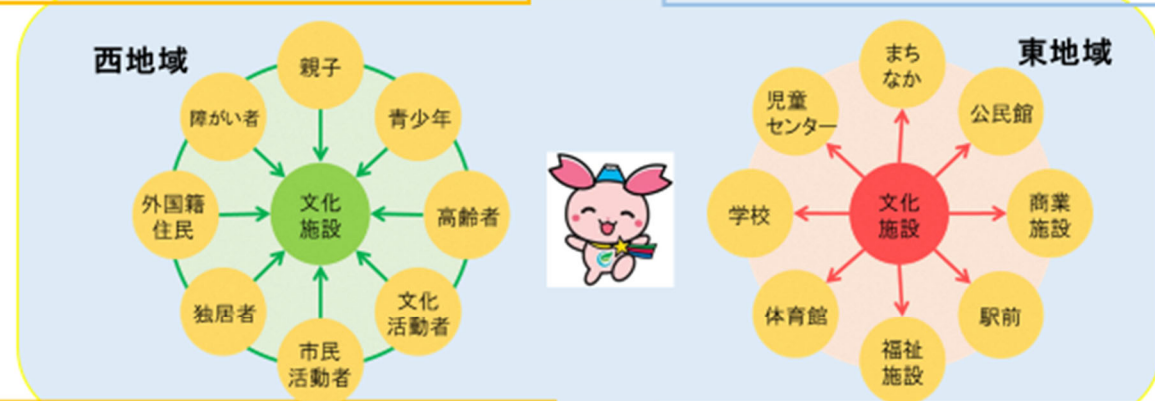 西地域
親子
青少年
高齢者
文化
活動者
市民
活動者
独居者
外国籍
住民
障がい者
文化
施設
東地域
まち
なか
公民館
商業
施設
駅前
福祉
施設
体育館
学校
児童
センター
文化
施設